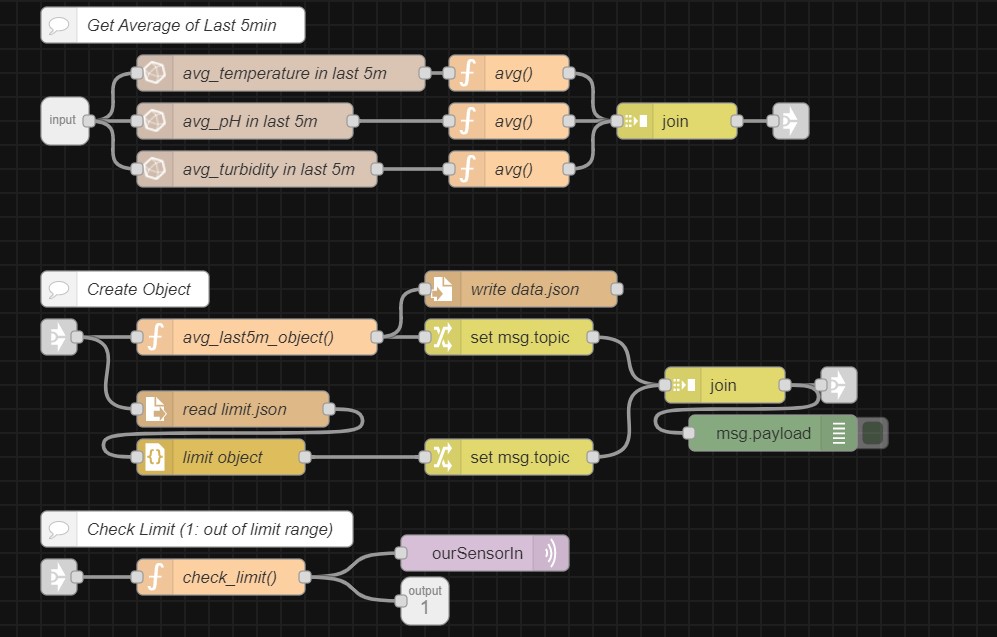 Get Average of Last 5min
avg_temperature in last 5m
avg()
input
avg_pH in last 5m
avg()
join
avg_turbidity in last 5m
avg()
Create Object
write data.json
avg_last5m_object()
set msg.topic
join
read limit.json
msg.payload
limit object
set msg.topic
Check Limit (1: out of limit range)
ourSensorIn
check_limit()
output
1